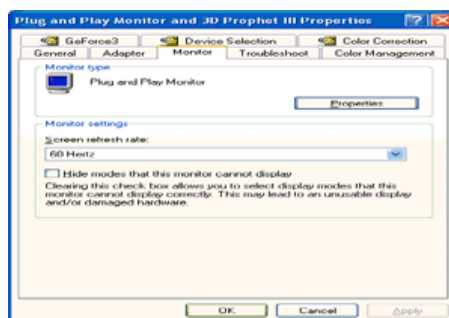 Plug and Play Monitor and 3D Prophet III Properties
GeForce3 Device Selection Color Correction
General Adapter Monitor Troubleshoot Color Management
Monitor type
Plug and Play Monitor
Properties
Monitor settings
Screen refresh rate:
60 Hertz
Hide modes that this monitor cannot display
Clearing this check box allows you to select display modes that this
monitor cannot display correctly. This may lead to an unusable display
and/or damaged hardware.
OK Cancel Apply